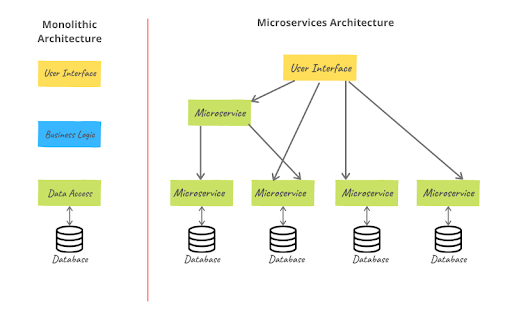 Monolithic
Architecture
User Interface
Business Logic
Data Access
Database
Microservices Architecture
User Interface
Microservice
Microservice
Microservice
Microservice
Microservice
Database
Database
Database
Database